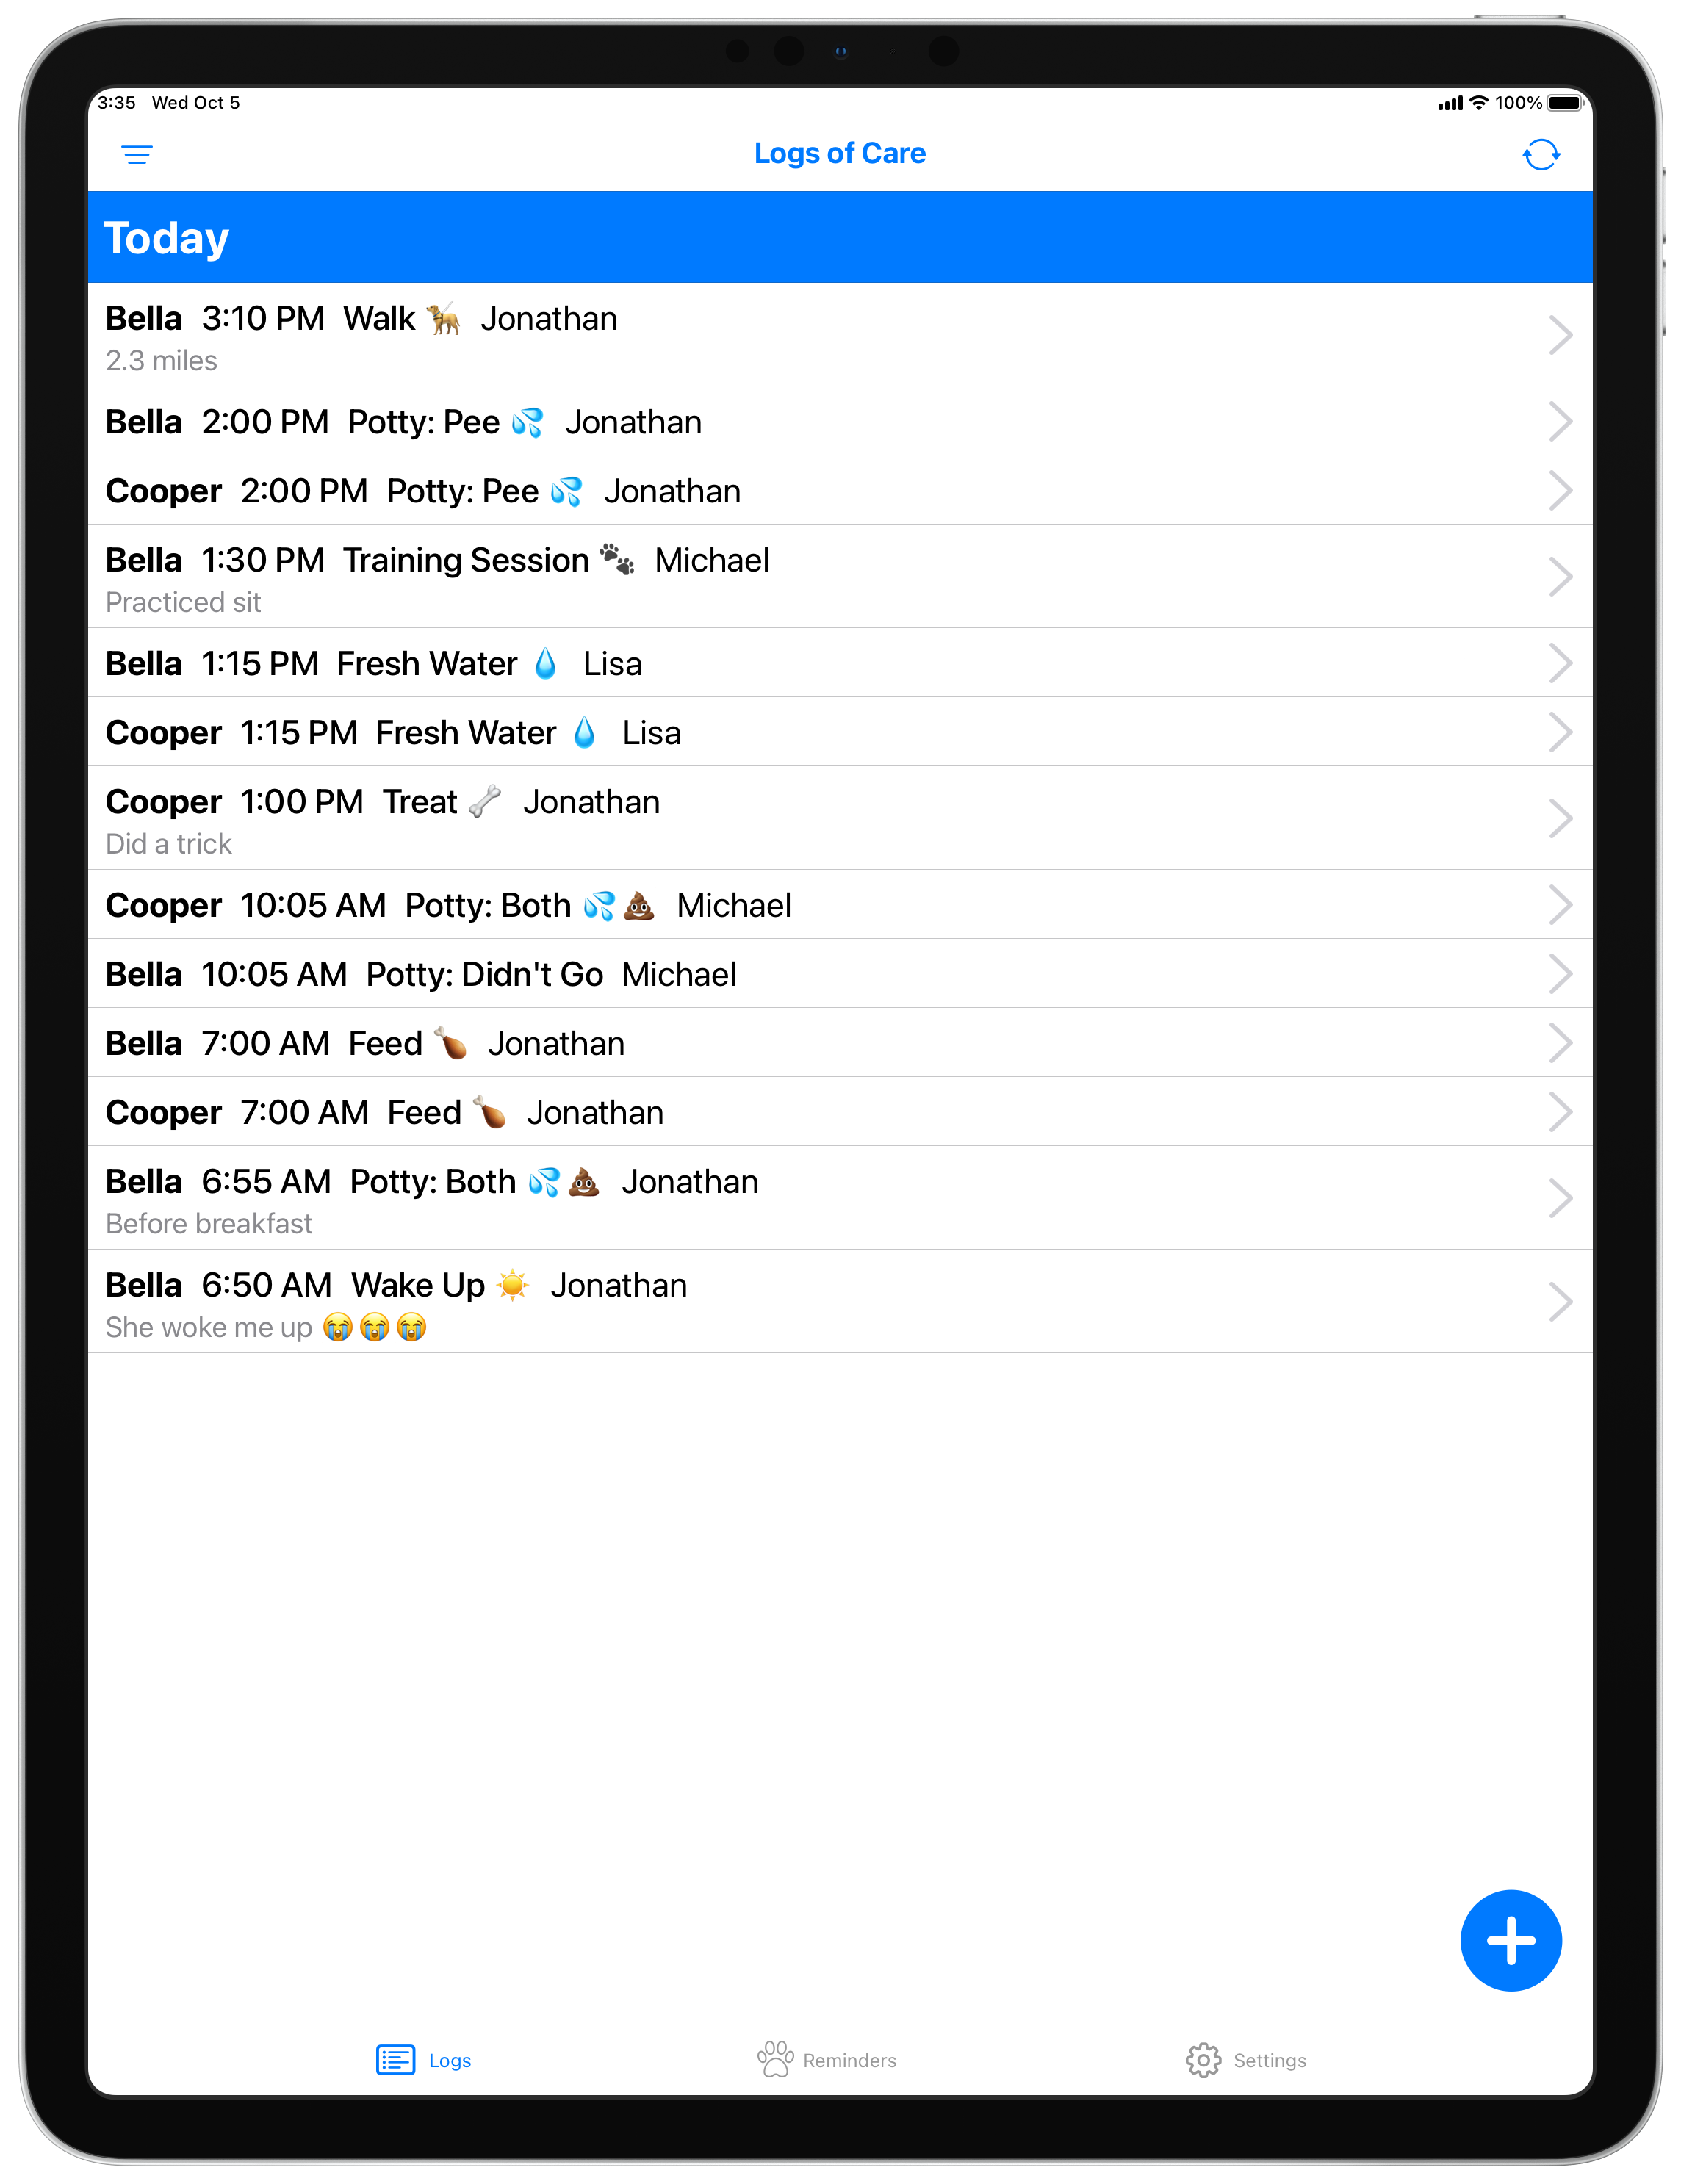 3:35 Wed Oct 5 100%
Logs of Care
Today
Bella 3:10 PM Walk 🦮 Jonathan
2.3 miles
Bella 2:00 PM Potty: Pee 💦 Jonathan
Cooper 2:00 PM Potty: Pee 💦 Jonathan
Bella 1:30 PM Training Session 🐾 Michael
Practiced sit
Bella 1:15 PM Fresh Water 💧 Lisa
Cooper 1:15 PM Fresh Water 💧 Lisa
Cooper 1:00 PM Treat 🦴 Jonathan
Did a trick
Cooper 10:05 AM Potty: Both 💦💩 Michael
Bella 10:05 AM Potty: Didn't Go Michael
Bella 7:00 AM Feed 🍗 Jonathan
Cooper 7:00 AM Feed 🍗 Jonathan
Bella 6:55 AM Potty: Both 💦💩 Jonathan
Before breakfast
Bella 6:50 AM Wake Up ☀️ Jonathan
She woke me up 😭😭😭
Logs Reminders Settings